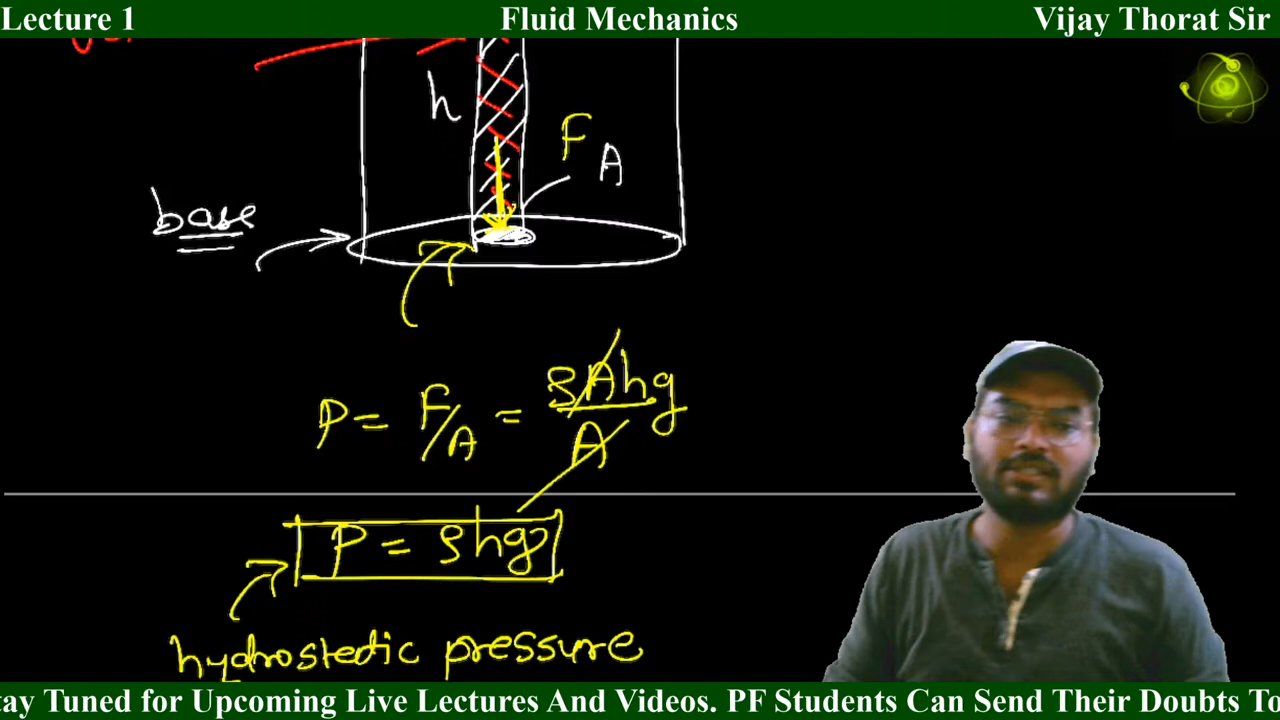 Lecture 1
Fluid Mechanics
Vijay Thorat Sir
h
F
A
base
P = F/A = ρAhg/A
P = ρhg
hydrostedic pressure
tay Tuned for Upcoming Live Lectures And Videos. PF Students Can Send Their Doubts To